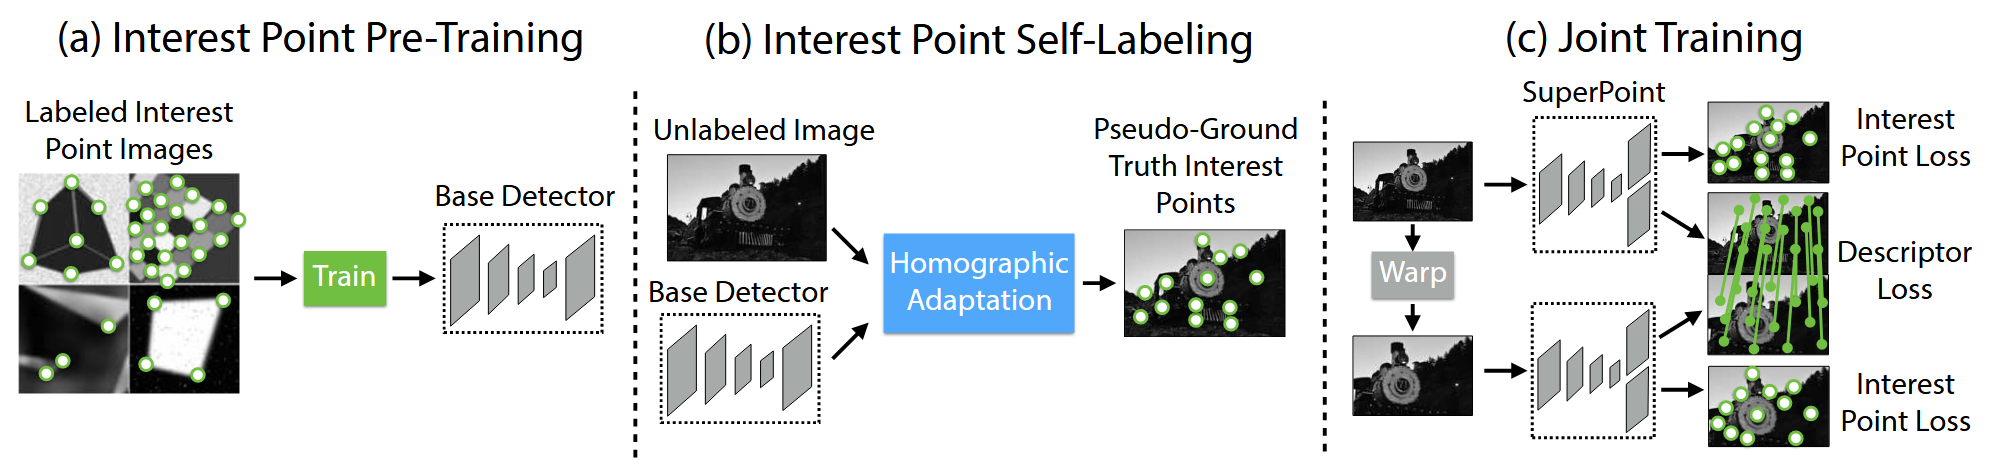 (a) Interest Point Pre-Training
Labeled Interest
Point Images
Train
Base Detector
(b) Interest Point Self-Labeling
Unlabeled Image
Base Detector
Homographic
Adaptation
Pseudo-Ground
Truth Interest
Points
(c) Joint Training
SuperPoint
Warp
Interest
Point Loss
Descriptor
Loss
Interest
Point Loss